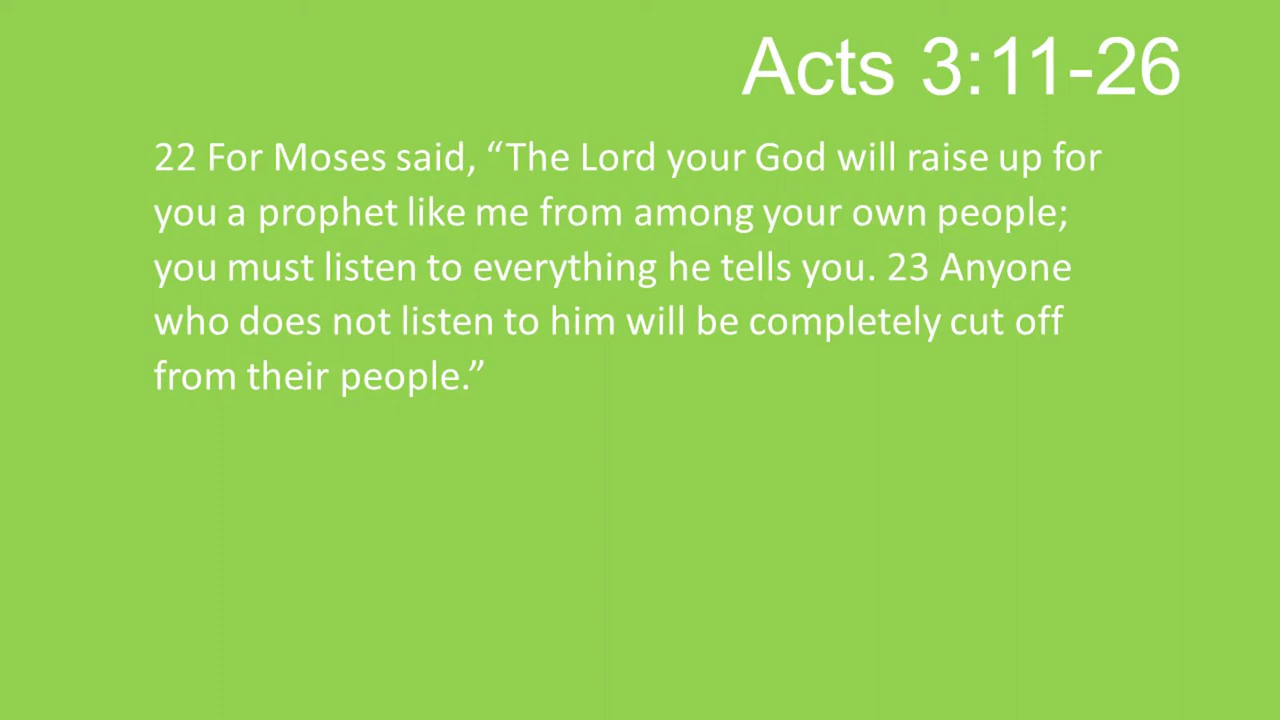 Acts 3:11-26
22 For Moses said, “The Lord your God will raise up for
you a prophet like me from among your own people;
you must listen to everything he tells you. 23 Anyone
who does not listen to him will be completely cut off
from their people.”